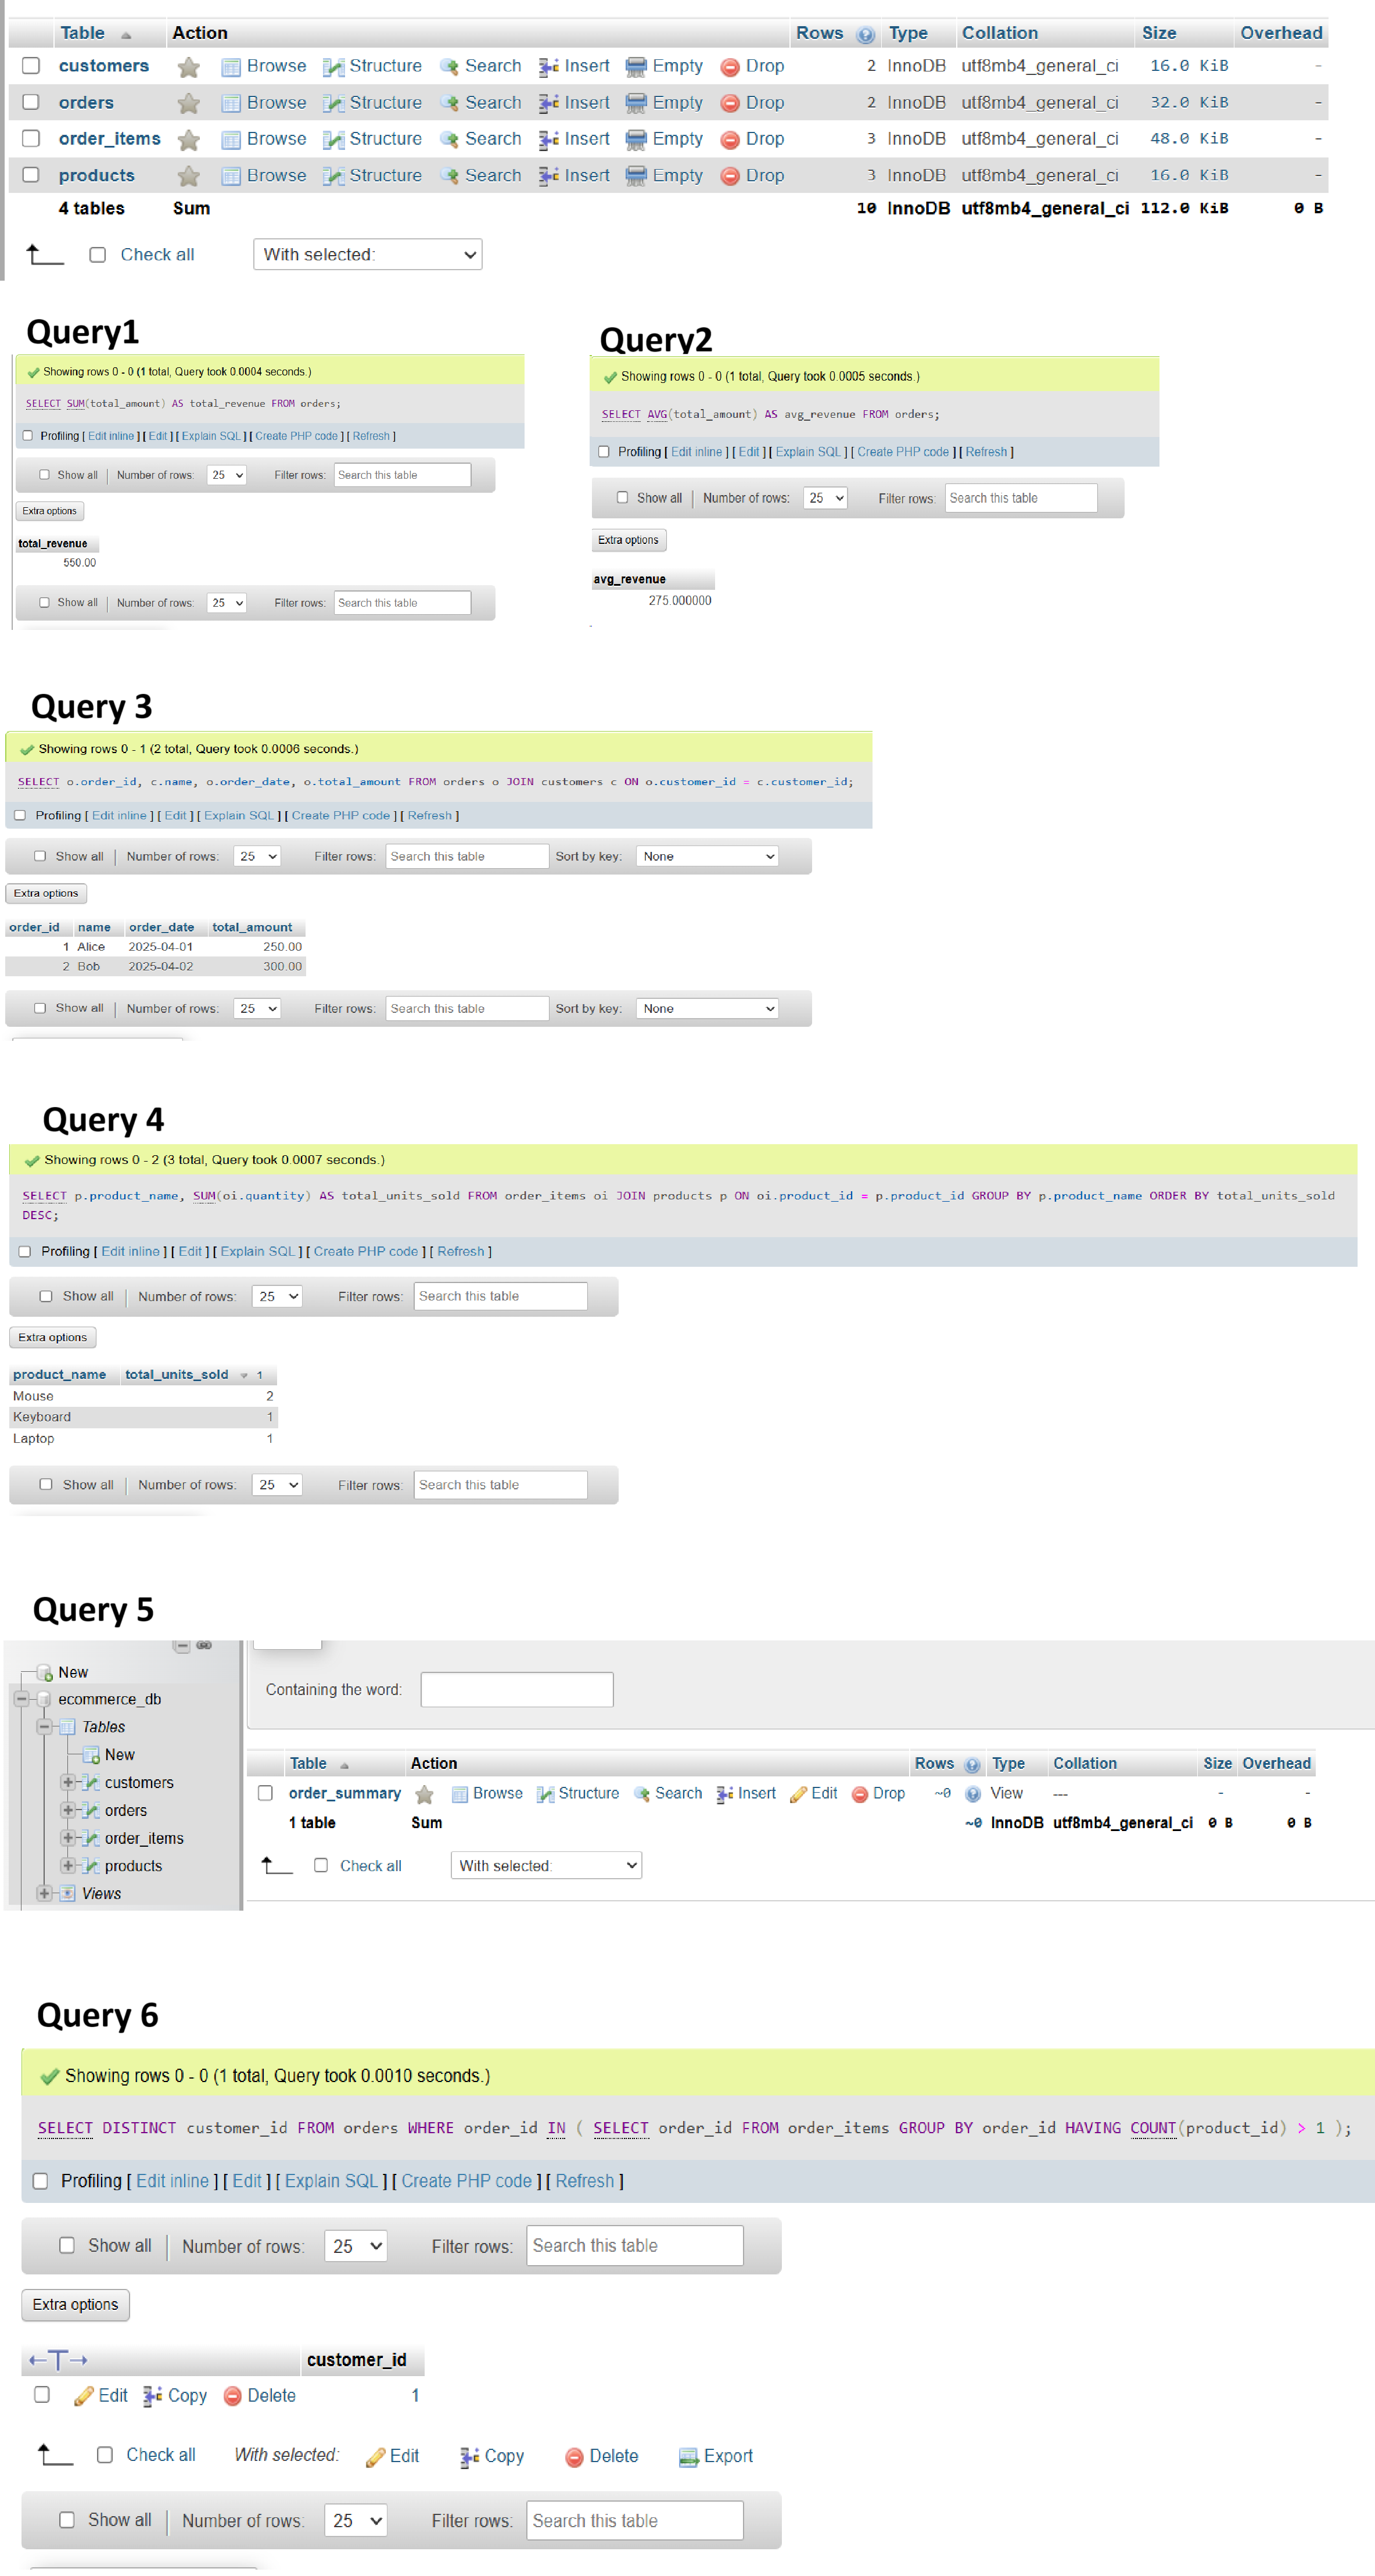 Table Action Rows Type Collation Size Overhead
customers Browse Structure Search Insert Empty Drop 2 InnoDB utf8mb4_general_ci 16.0 KiB -
orders Browse Structure Search Insert Empty Drop 2 InnoDB utf8mb4_general_ci 32.0 KiB -
order_items Browse Structure Search Insert Empty Drop 3 InnoDB utf8mb4_general_ci 48.0 KiB -
products Browse Structure Search Insert Empty Drop 3 InnoDB utf8mb4_general_ci 16.0 KiB -
4 tables Sum 10 InnoDB utf8mb4_general_ci 112.0 KiB 0 B
Check all With selected:
Query1
Showing rows 0 - 0 (1 total, Query took 0.0004 seconds.)
SELECT SUM(total_amount) AS total_revenue FROM orders;
Profiling [ Edit inline ] [ Edit ] [ Explain SQL ] [ Create PHP code ] [ Refresh ]
Show all Number of rows: 25 Filter rows: Search this table
Extra options
total_revenue
550.00
Show all Number of rows: 25 Filter rows: Search this table
Query2
Showing rows 0 - 0 (1 total, Query took 0.0005 seconds.)
SELECT AVG(total_amount) AS avg_revenue FROM orders;
Profiling [ Edit inline ] [ Edit ] [ Explain SQL ] [ Create PHP code ] [ Refresh ]
Show all Number of rows: 25 Filter rows: Search this table
Extra options
avg_revenue
275.000000
Query 3
Showing rows 0 - 1 (2 total, Query took 0.0006 seconds.)
SELECT o.order_id, c.name, o.order_date, o.total_amount FROM orders o JOIN customers c ON o.customer_id = c.customer_id;
Profiling [ Edit inline ] [ Edit ] [ Explain SQL ] [ Create PHP code ] [ Refresh ]
Show all Number of rows: 25 Filter rows: Search this table Sort by key: None
Extra options
order_id name order_date total_amount
1 Alice 2025-04-01 250.00
2 Bob 2025-04-02 300.00
Show all Number of rows: 25 Filter rows: Search this table Sort by key: None
Query 4
Showing rows 0 - 2 (3 total, Query took 0.0007 seconds.)
SELECT p.product_name, SUM(oi.quantity) AS total_units_sold FROM order_items oi JOIN products p ON oi.product_id = p.product_id GROUP BY p.product_name ORDER BY total_units_sold
DESC;
Profiling [ Edit inline ] [ Edit ] [ Explain SQL ] [ Create PHP code ] [ Refresh ]
Show all Number of rows: 25 Filter rows: Search this table
Extra options
product_name total_units_sold 1
Mouse 2
Keyboard 1
Laptop 1
Show all Number of rows: 25 Filter rows: Search this table
Query 5
New
ecommerce_db
Tables
New
customers
orders
order_items
products
Views
Containing the word:
Table Action Rows Type Collation Size Overhead
order_summary Browse Structure Search Insert Edit Drop ~0 View --- - -
1 table Sum ~0 InnoDB utf8mb4_general_ci 0 B 0 B
Check all With selected:
Query 6
Showing rows 0 - 0 (1 total, Query took 0.0010 seconds.)
SELECT DISTINCT customer_id FROM orders WHERE order_id IN ( SELECT order_id FROM order_items GROUP BY order_id HAVING COUNT(product_id) > 1 );
Profiling [ Edit inline ] [ Edit ] [ Explain SQL ] [ Create PHP code ] [ Refresh ]
Show all Number of rows: 25 Filter rows: Search this table
Extra options
←T→ customer_id
Edit Copy Delete 1
Check all With selected: Edit Copy Delete Export
Show all Number of rows: 25 Filter rows: Search this table